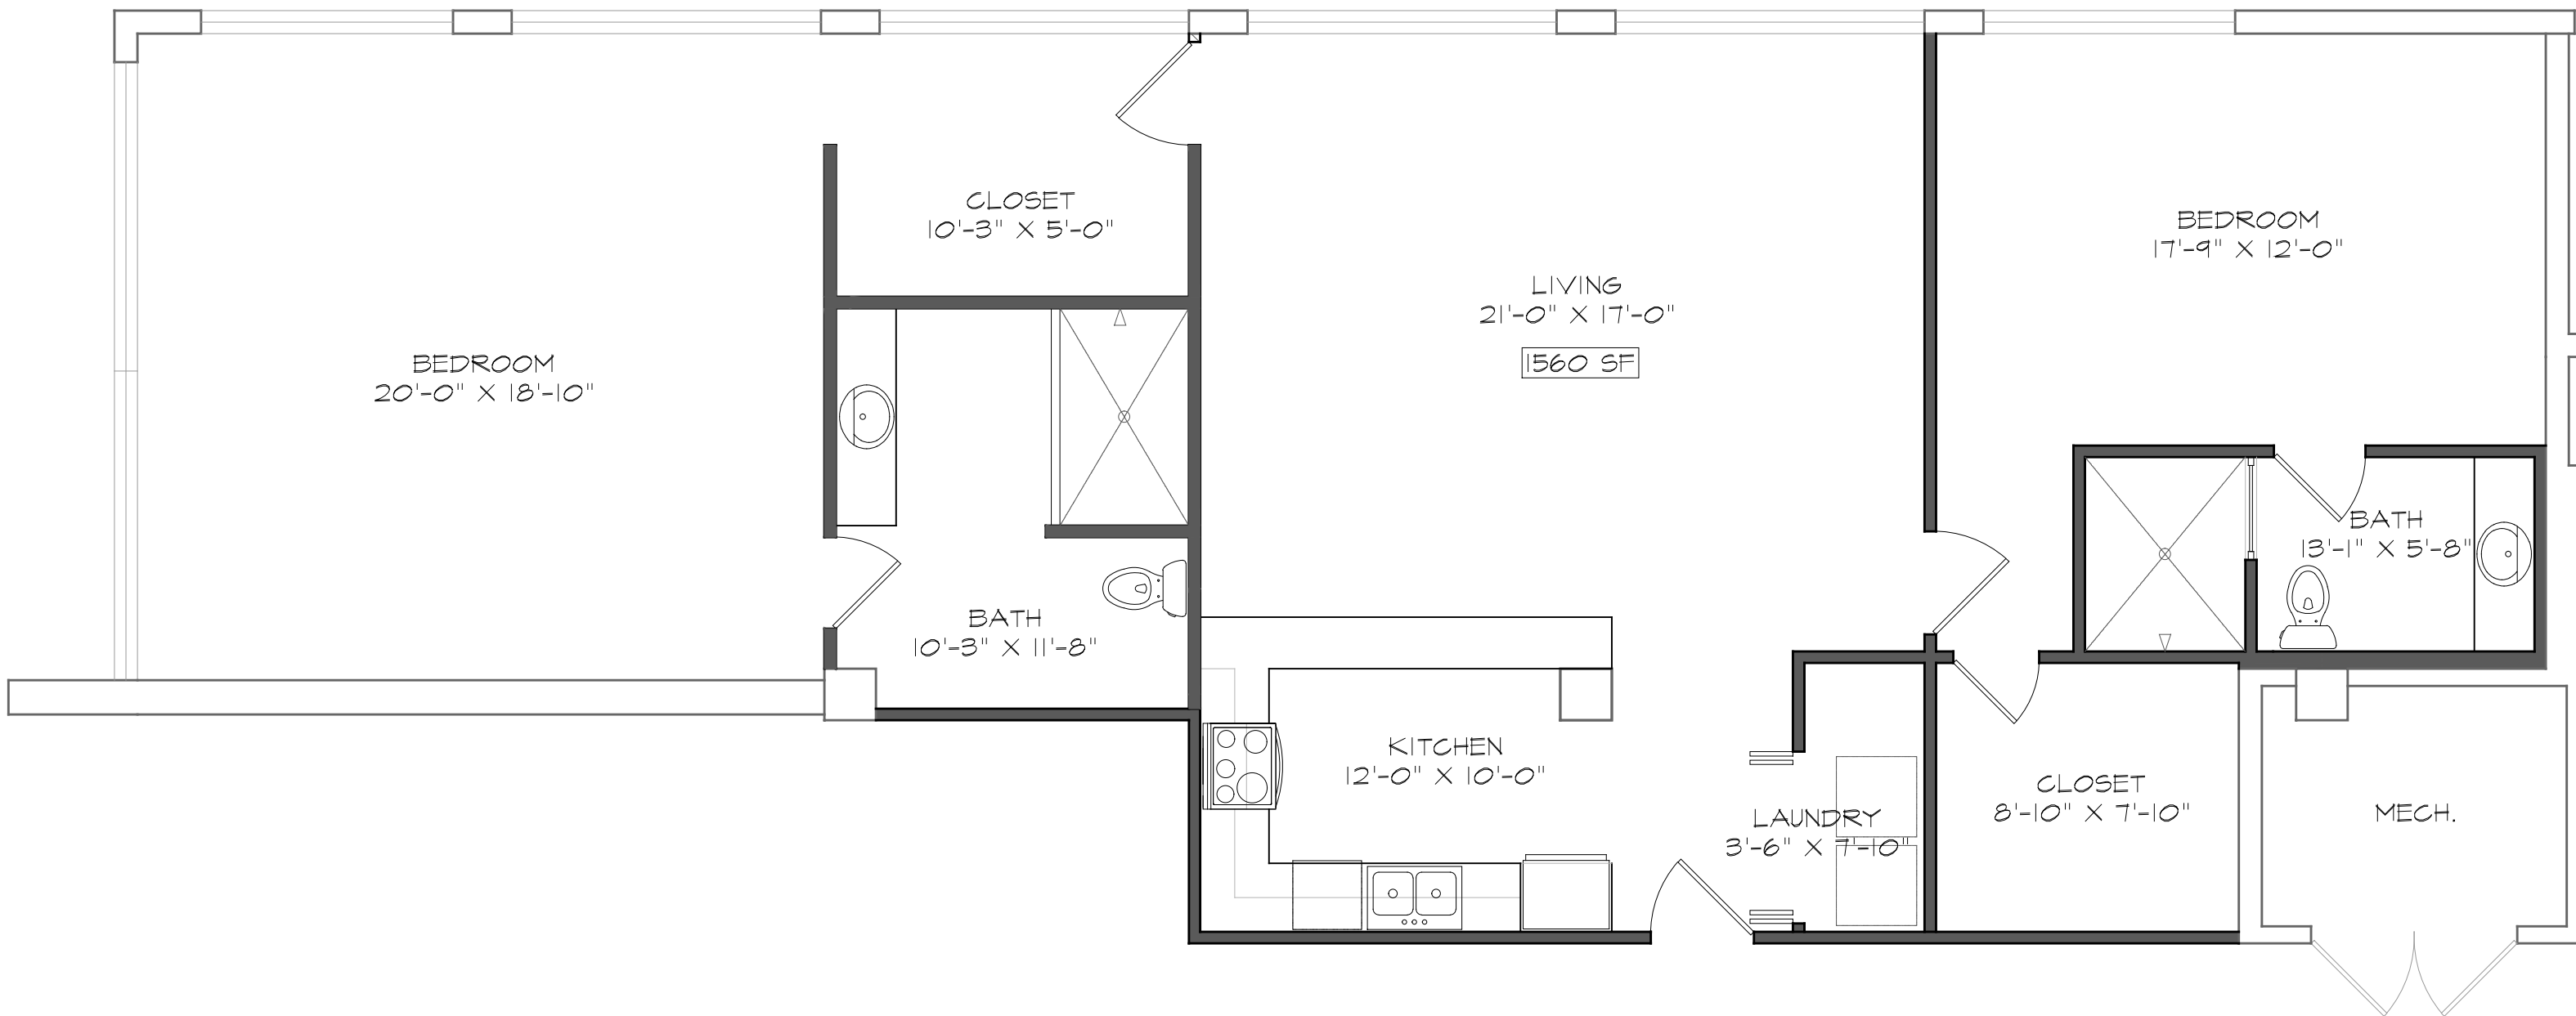 CLOSET
10'-3" X 5'-0"
BEDROOM
17'-9" X 12'-0"
LIVING
21'-0" X 17'-0"
1560 SF
BEDROOM
20'-0" X 18'-10"
BATH
13'-1" X 5'-8"
BATH
10'-3" X 11'-8"
KITCHEN
12'-0" X 10'-0"
LAUNDRY
3'-6" X 7'-10"
CLOSET
8'-10" X 7'-10"
MECH.